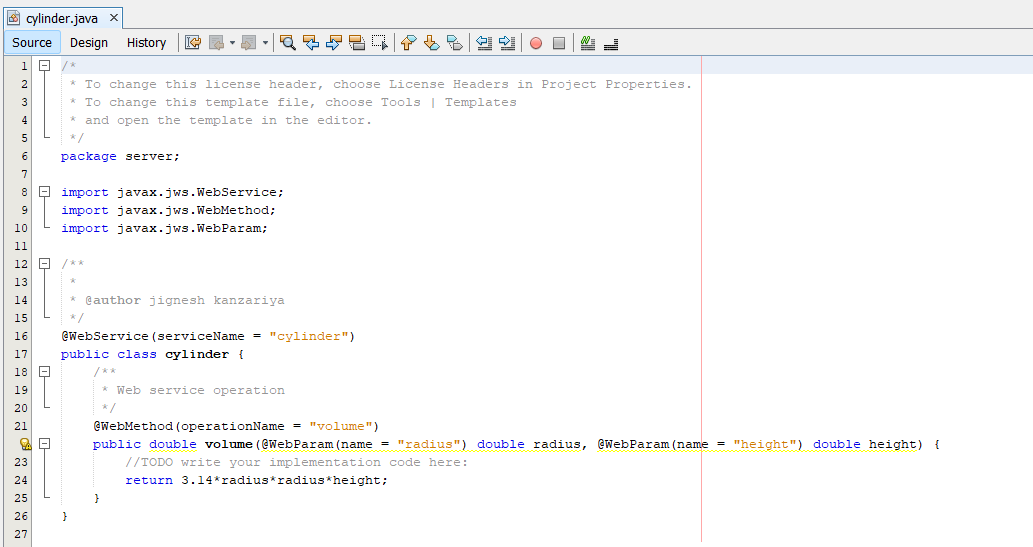 cylinder.java
Source Design History
1 /*
2 * To change this license header, choose License Headers in Project Properties.
3 * To change this template file, choose Tools | Templates
4 * and open the template in the editor.
5 */
6 package server;
7
8 import javax.jws.WebService;
9 import javax.jws.WebMethod;
10 import javax.jws.WebParam;
11
12 /**
13 *
14 * @author jignesh kanzariya
15 */
16 @WebService(serviceName = "cylinder")
17 public class cylinder {
18 /**
19 * Web service operation
20 */
21 @WebMethod(operationName = "volume")
public double volume(@WebParam(name = "radius") double radius, @WebParam(name = "height") double height) {
23 //TODO write your implementation code here:
24 return 3.14*radius*radius*height;
25 }
26 }
27